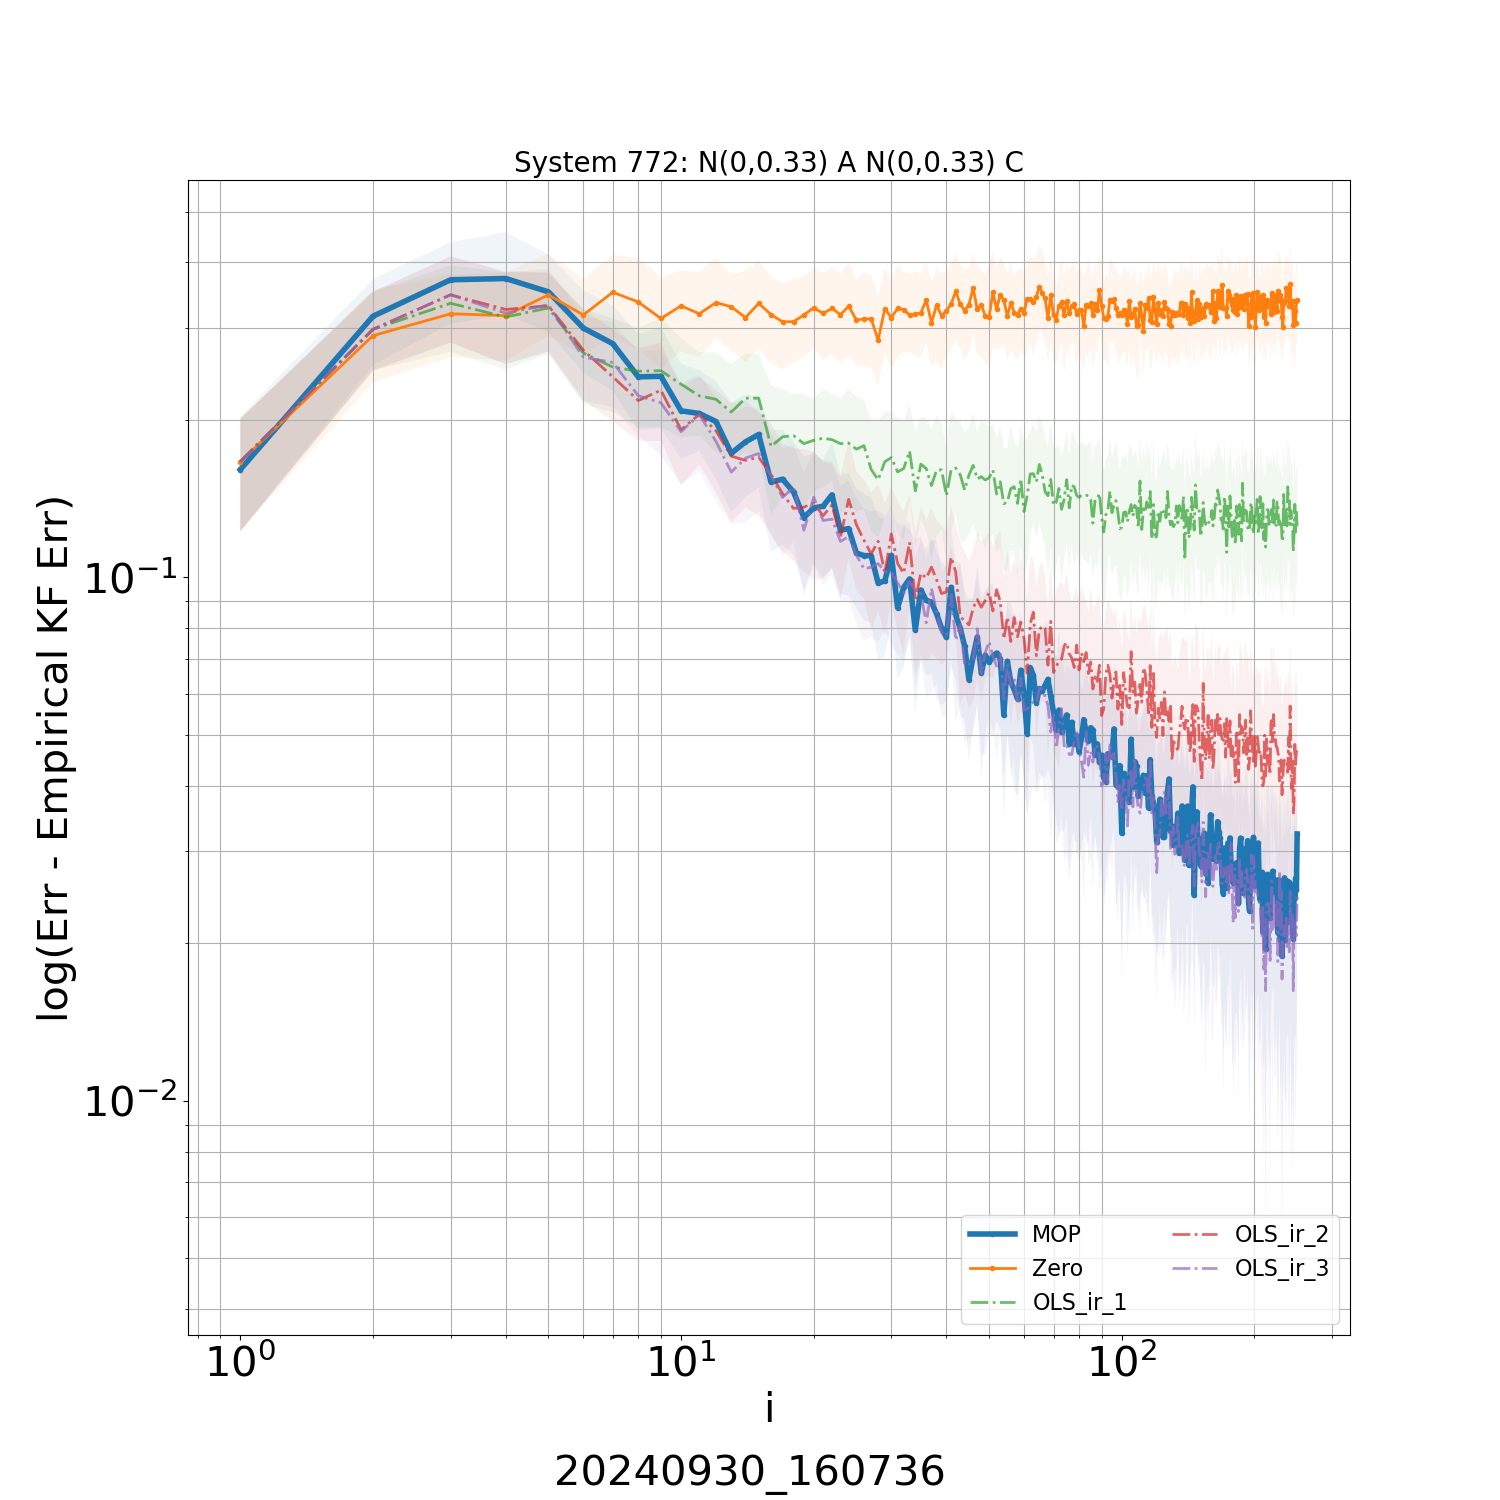 System 772: N(0,0.33) A N(0,0.33) C
log(Err - Empirical KF Err)
10⁻¹
10⁻²
10⁰
10¹
10²
i
MOP
Zero
OLS_ir_1
OLS_ir_2
OLS_ir_3
20240930_160736